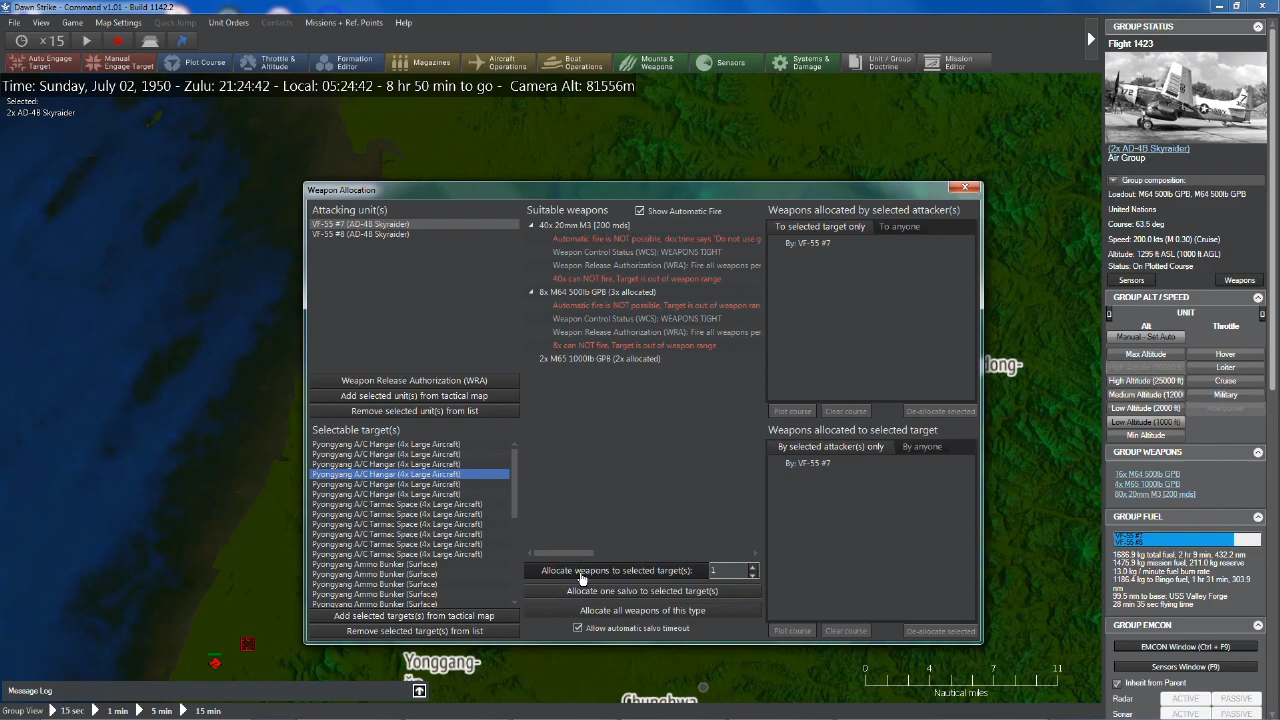 Dawn Strike - Command v1.01 - Build 1142.2
File View Game Map Settings Quick Jump Unit Orders Contacts Missions + Ref. Points Help
x 15
Auto Engage Target
Manual Engage Target
Plot Course
Throttle & Altitude
Formation Editor
Magazines
Aircraft Operations
Boat Operations
Mounts & Weapons
Sensors
Systems & Damage
Unit / Group Doctrine
Mission Editor
Time: Sunday, July 02, 1950 - Zulu: 21:24:42 - Local: 05:24:42 - 8 hr 50 min to go - Camera Alt: 81556m
Selected:
2x AD-4B Skyraider
Weapon Allocation
Attacking unit(s)
VF-55 #7 (AD-4B Skyraider)
VF-55 #8 (AD-4B Skyraider)
Weapon Release Authorization (WRA)
Add selected unit(s) from tactical map
Remove selected unit(s) from list
Selectable target(s)
Pyongyang A/C Hangar (4x Large Aircraft)
Pyongyang A/C Hangar (4x Large Aircraft)
Pyongyang A/C Hangar (4x Large Aircraft)
Pyongyang A/C Hangar (4x Large Aircraft)
Pyongyang A/C Hangar (4x Large Aircraft)
Pyongyang A/C Hangar (4x Large Aircraft)
Pyongyang A/C Tarmac Space (4x Large Aircraft)
Pyongyang A/C Tarmac Space (4x Large Aircraft)
Pyongyang A/C Tarmac Space (4x Large Aircraft)
Pyongyang A/C Tarmac Space (4x Large Aircraft)
Pyongyang A/C Tarmac Space (4x Large Aircraft)
Pyongyang A/C Tarmac Space (4x Large Aircraft)
Pyongyang Ammo Bunker (Surface)
Pyongyang Ammo Bunker (Surface)
Pyongyang Ammo Bunker (Surface)
Pyongyang Ammo Bunker (Surface)
Pyongyang Ammo Bunker (Surface)
Add selected targets(s) from tactical map
Remove selected target(s) from list
Suitable weapons
Show Automatic Fire
40x 20mm M3 [200 mds]
Automatic fire is NOT possible, doctrine says 'Do not use g
Weapon Control Status (WCS): WEAPONS TIGHT
Weapon Release Authorization (WRA): Fire all weapons per
40x can NOT fire, Target is out of weapon range
8x M64 500lb GPB (3x allocated)
Automatic fire is NOT possible, Target is out of weapon ran
Weapon Control Status (WCS): WEAPONS TIGHT
Weapon Release Authorization (WRA): Fire all weapons per
8x can NOT fire, Target is out of weapon range
2x M65 1000lb GPB (2x allocated)
Allocate weapons to selected target(s): 1
Allocate one salvo to selected target(s)
Allocate all weapons of this type
Allow automatic salvo timeout
Weapons allocated by selected attacker(s)
To selected target only To anyone
By: VF-55 #7
Plot course Clear course De-allocate selected
Weapons allocated to selected target
By selected attacker(s) only By anyone
By: VF-55 #7
Plot course Clear course De-allocate selected
dong-
Yonggang-
Chunghwa
0 4 7 11
Nautical miles
Message Log
Group View 15 sec 1 min 5 min 15 min
GROUP STATUS
Flight 1423
(2x AD-4B Skyraider)
Air Group
Group composition:
Loadout: M64 500lb GPB, M64 500lb GPB
United Nations
Course: 63.5 deg
Speed: 200.0 kts (M 0.30) (Cruise)
Altitude: 1295 ft ASL (1000 ft AGL)
Status: On Plotted Course
Sensors Weapons
GROUP ALT / SPEED
UNIT
Alt Throttle
Manual - Set Auto
Max Altitude Hover
Loiter
High Altitude (25000 ft) Cruise
Medium Altitude (1200 Military
Low Altitude (2000 ft) Afterburner
Low Altitude (1000 ft)
Min Altitude
GROUP WEAPONS
16x M64 500lb GPB
4x M65 1000lb GPB
80x 20mm M3 [200 mds]
GROUP FUEL
VF-55 #7
VF-55 #8
1686.9 kg total fuel, 2 hr 9 min, 432.2 nm
1475.9 mission fuel, 211.0 kg reserve
13.0 kg / minute fuel burn rate
1186.4 kg to Bingo fuel, 1 hr 31 min, 303.9 nm
99.5 nm to base: USS Valley Forge
28 min 35 sec flying time
GROUP EMCON
EMCON Window (Ctrl + F9)
Sensors Window (F9)
Inherit from Parent
Radar ACTIVE PASSIVE
Sonar ACTIVE PASSIVE